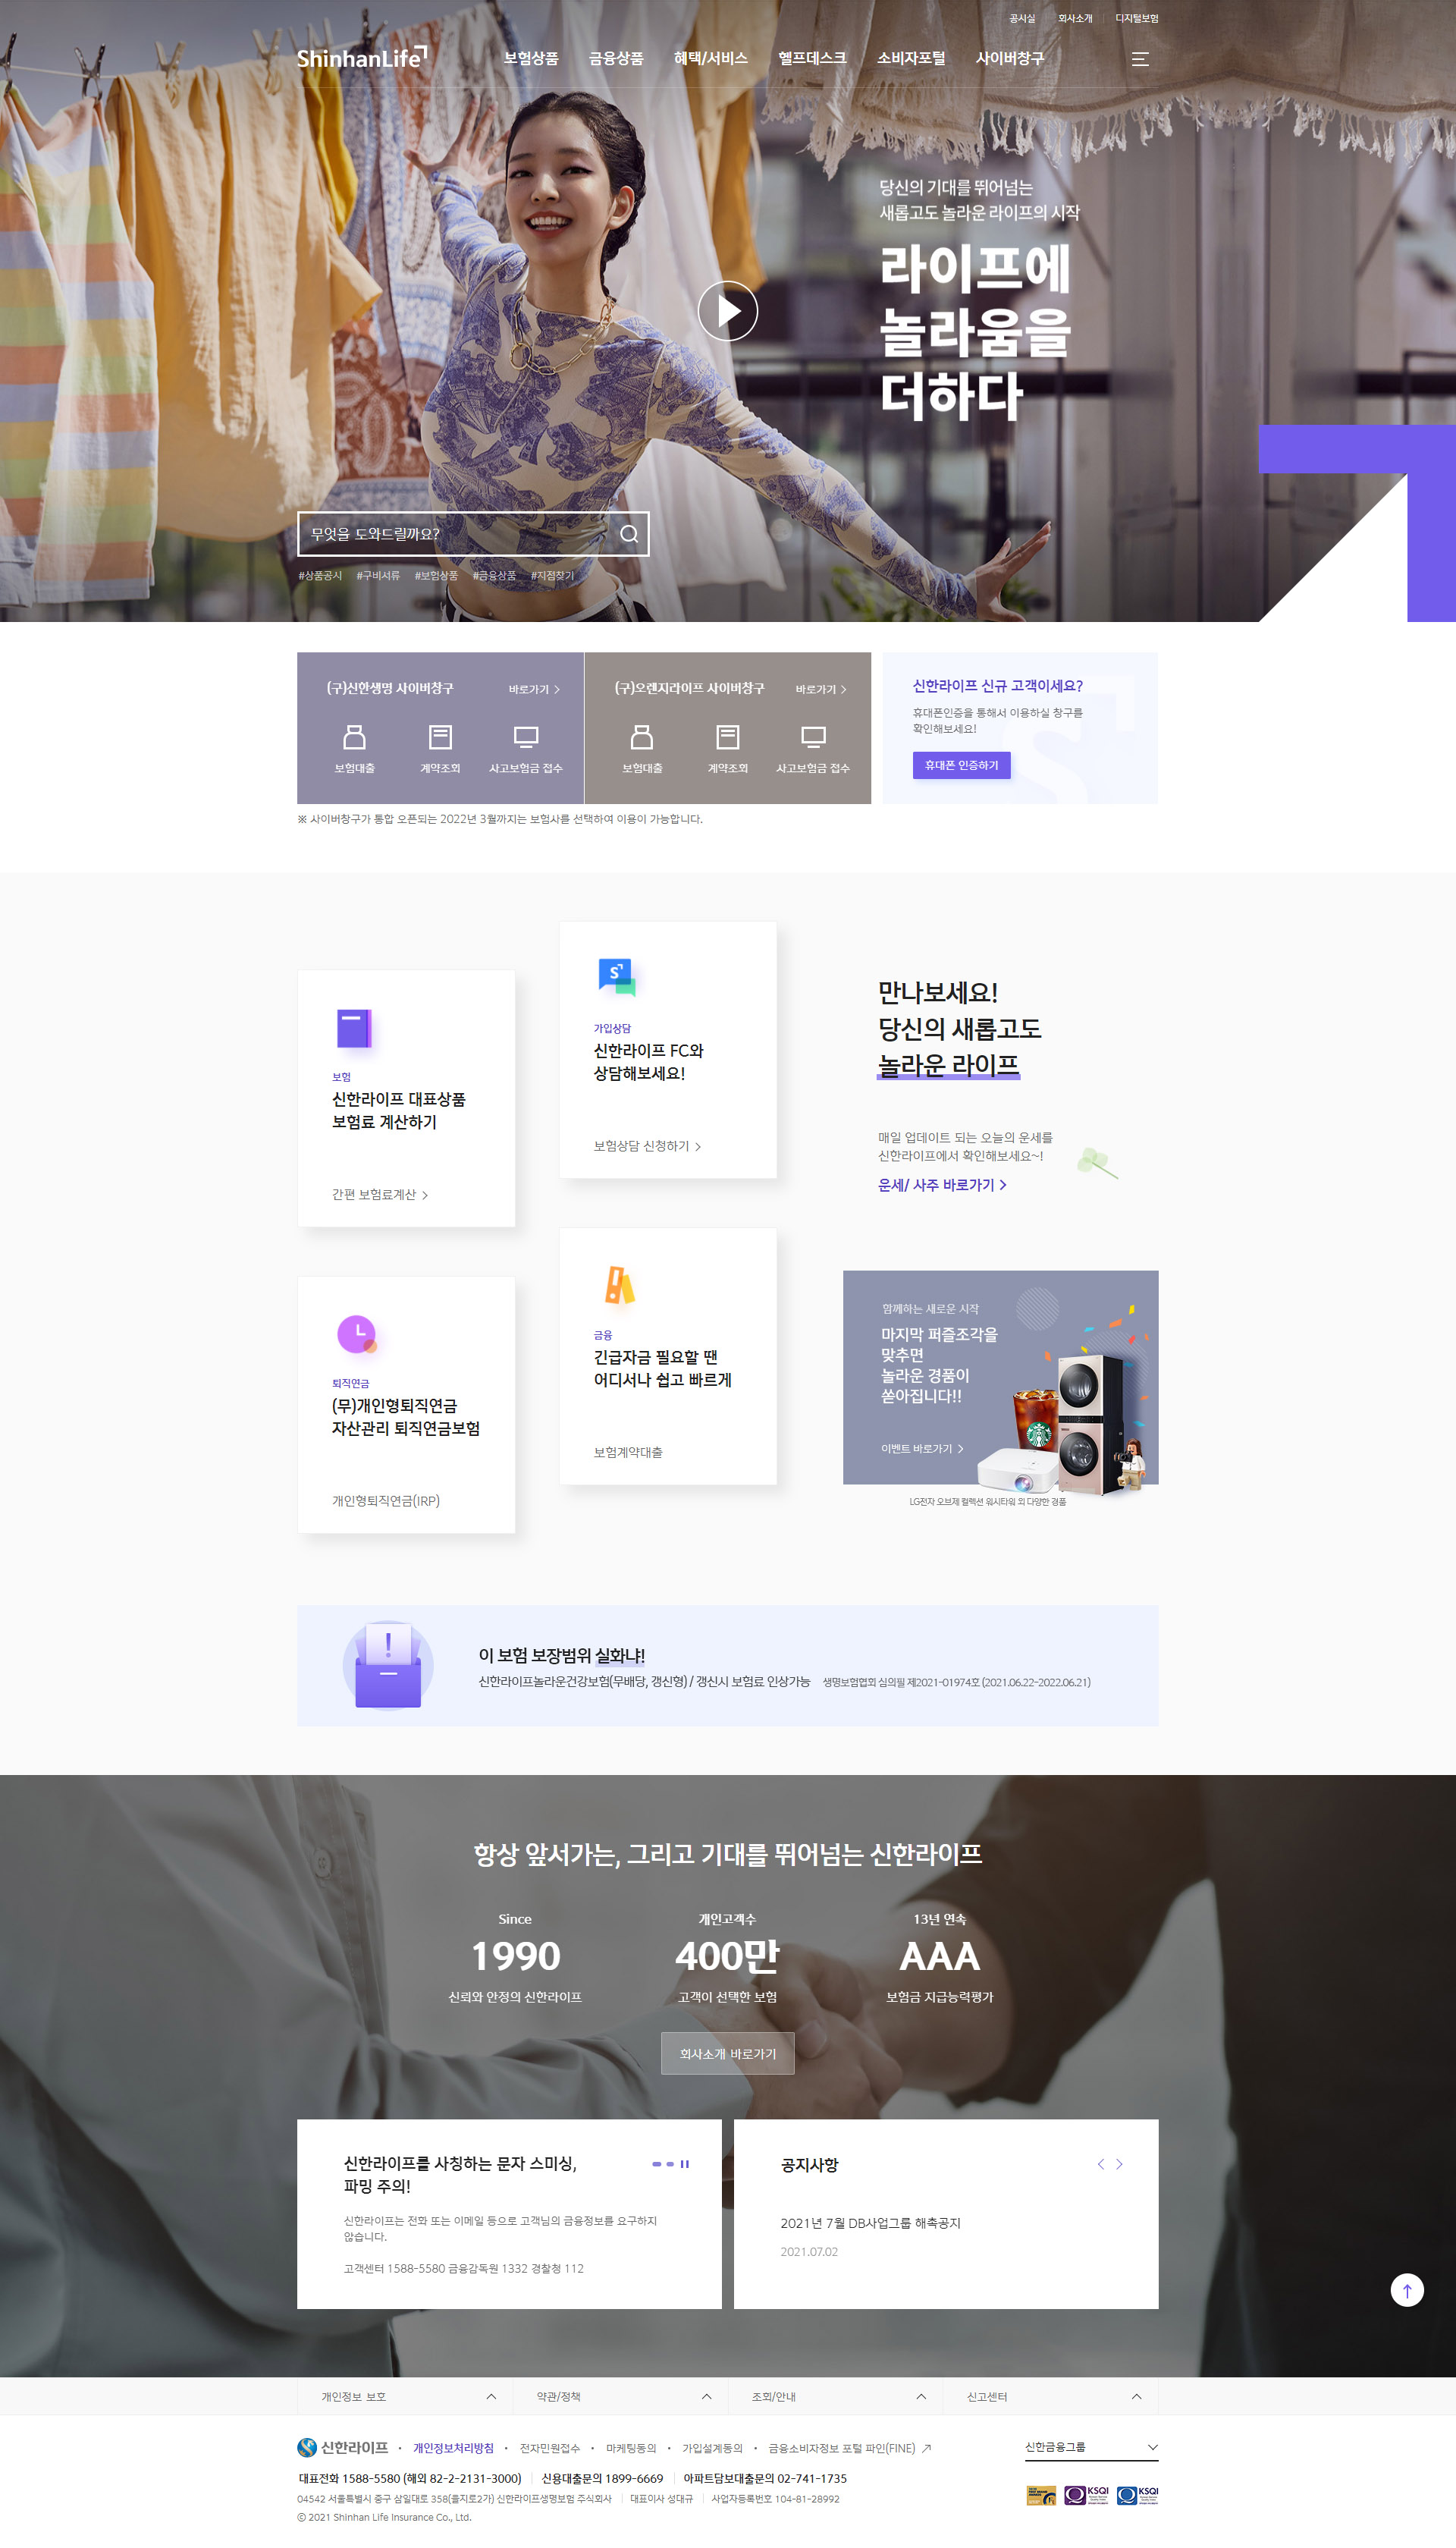 공시실
회사소개
디지털보험
ShinhanLife
보험상품
금융상품
혜택/서비스
헬프데스크
소비자포털
사이버창구
당신의 기대를 뛰어넘는
새롭고도 놀라운 라이프의 시작
라이프에
놀라움을
더하다
무엇을 도와드릴까요?
#상품공시 #구비서류 #보험상품 #금융상품 #지점찾기
(구)신한생명 사이버창구
바로가기
보험대출
계약조회
사고보험금 접수
(구)오렌지라이프 사이버창구
바로가기
보험대출
계약조회
사고보험금 접수
신한라이프 신규 고객이세요?
휴대폰인증을 통해서 이용하실 창구를
확인해보세요!
휴대폰 인증하기
※ 사이버창구가 통합 오픈되는 2022년 3월까지는 보험사를 선택하여 이용이 가능합니다.
보험
신한라이프 대표상품
보험료 계산하기
간편 보험료계산
가입상담
신한라이프 FC와
상담해보세요!
보험상담 신청하기
만나보세요!
당신의 새롭고도
놀라운 라이프
매일 업데이트 되는 오늘의 운세를
신한라이프에서 확인해보세요~!
운세/ 사주 바로가기
퇴직연금
(무)개인형퇴직연금
자산관리 퇴직연금보험
개인형퇴직연금(IRP)
금융
긴급자금 필요할 땐
어디서나 쉽고 빠르게
보험계약대출
함께하는 새로운 시작
마지막 퍼즐조각을
맞추면
놀라운 경품이
쏟아집니다!!
이벤트 바로가기
LG전자 오브제 컬렉션 워시타워 외 다양한 경품
이 보험 보장범위 실화냐!
신한라이프놀라운건강보험(무배당, 갱신형) / 갱신시 보험료 인상가능 생명보험협회 심의필 제2021-01974호 (2021.06.22-2022.06.21)
항상 앞서가는, 그리고 기대를 뛰어넘는 신한라이프
Since
1990
신뢰와 안정의 신한라이프
개인고객수
400만
고객이 선택한 보험
13년 연속
AAA
보험금 지급능력평가
회사소개 바로가기
신한라이프를 사칭하는 문자 스미싱,
파밍 주의!
신한라이프는 전화 또는 이메일 등으로 고객님의 금융정보를 요구하지
않습니다.
고객센터 1588-5580 금융감독원 1332 경찰청 112
공지사항
2021년 7월 DB사업그룹 해촉공지
2021.07.02
개인정보 보호
약관/정책
조회/안내
신고센터
신한라이프
개인정보처리방침
전자민원접수
마케팅동의
가입설계동의
금융소비자정보 포털 파인(FINE)
신한금융그룹
대표전화 1588-5580 (해외 82-2-2131-3000) 신용대출문의 1899-6669 아파트담보대출문의 02-741-1735
04542 서울특별시 중구 삼일대로 358(을지로2가) 신한라이프생명보험 주식회사 대표이사 성대규 사업자등록번호 104-81-28992
ⓒ 2021 Shinhan Life Insurance Co., Ltd.
KSQI
KSQI